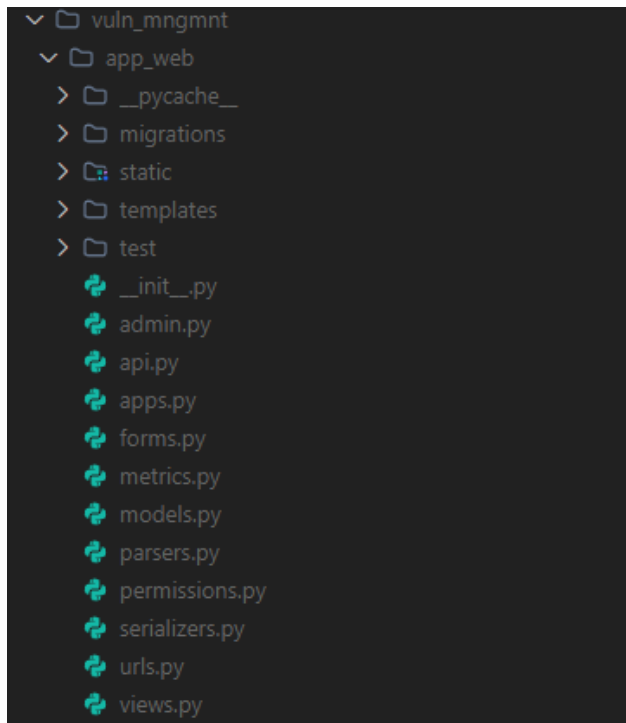 vuln_mngmnt
app_web
__pycache__
migrations
static
templates
test
__init__.py
admin.py
api.py
apps.py
forms.py
metrics.py
models.py
parsers.py
permissions.py
serializers.py
urls.py
views.py